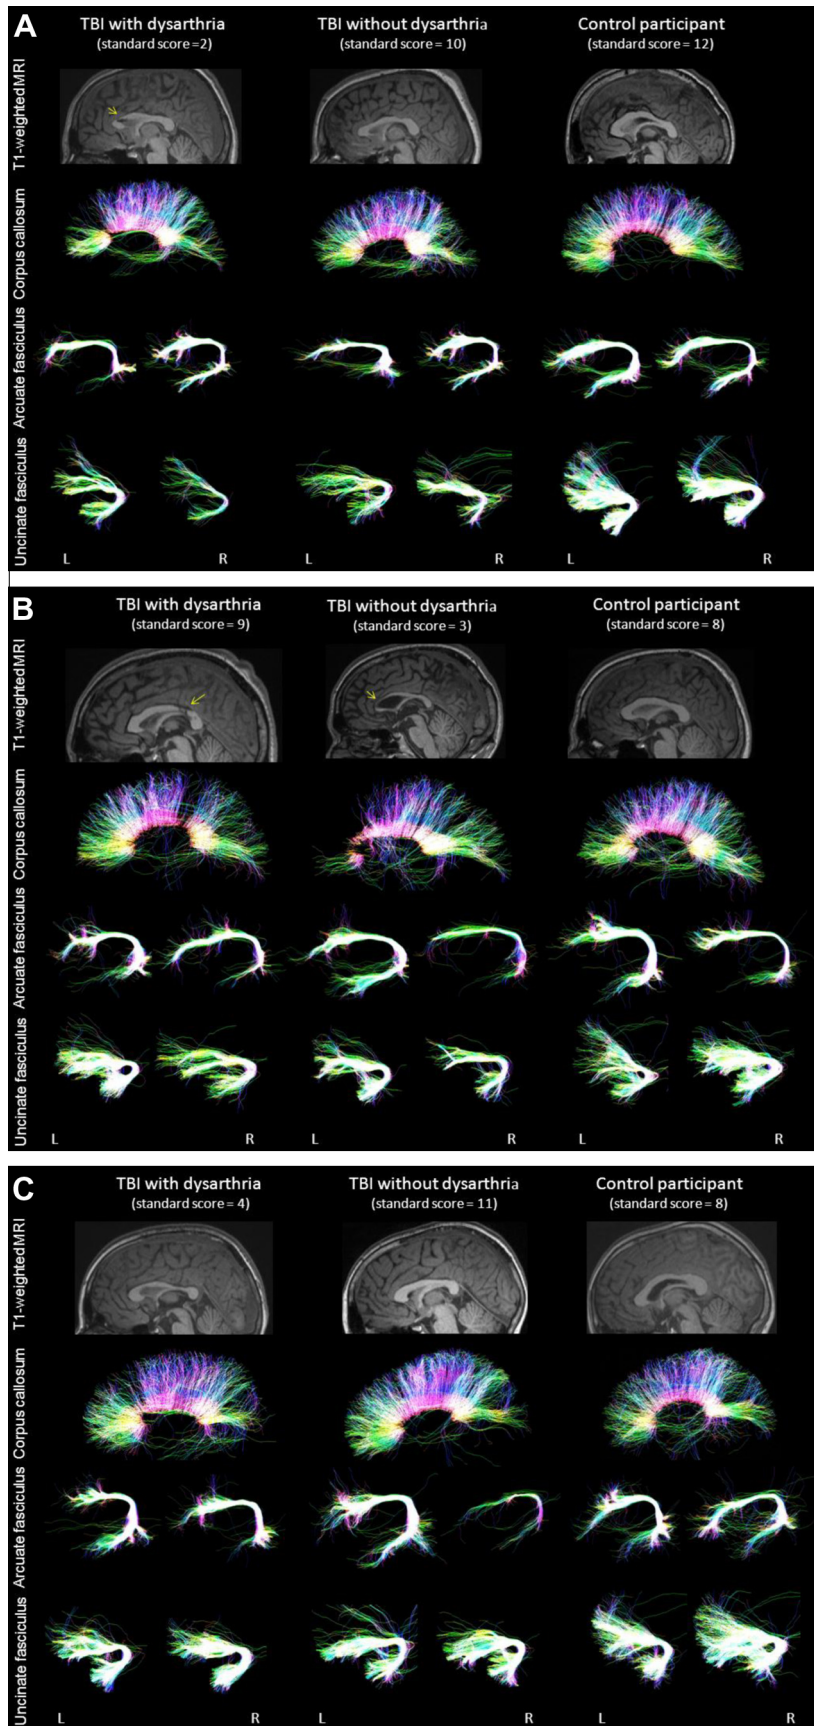 A
TBI with dysarthria
(standard score =2)
TBI without dysarthria
(standard score = 10)
Control participant
(standard score = 12)
T1-weighted MRI
Corpus callosum
Arcuate fasciculus
Uncinate fasciculus
L
R
L
R
L
R
B
TBI with dysarthria
(standard score = 9)
TBI without dysarthria
(standard score = 3)
Control participant
(standard score = 8)
T1-weighted MRI
Corpus callosum
Arcuate fasciculus
Uncinate fasciculus
L
R
L
R
L
R
C
TBI with dysarthria
(standard score = 4)
TBI without dysarthria
(standard score = 11)
Control participant
(standard score = 8)
T1-weighted MRI
Corpus callosum
Arcuate fasciculus
Uncinate fasciculus
L
R
L
R
L
R